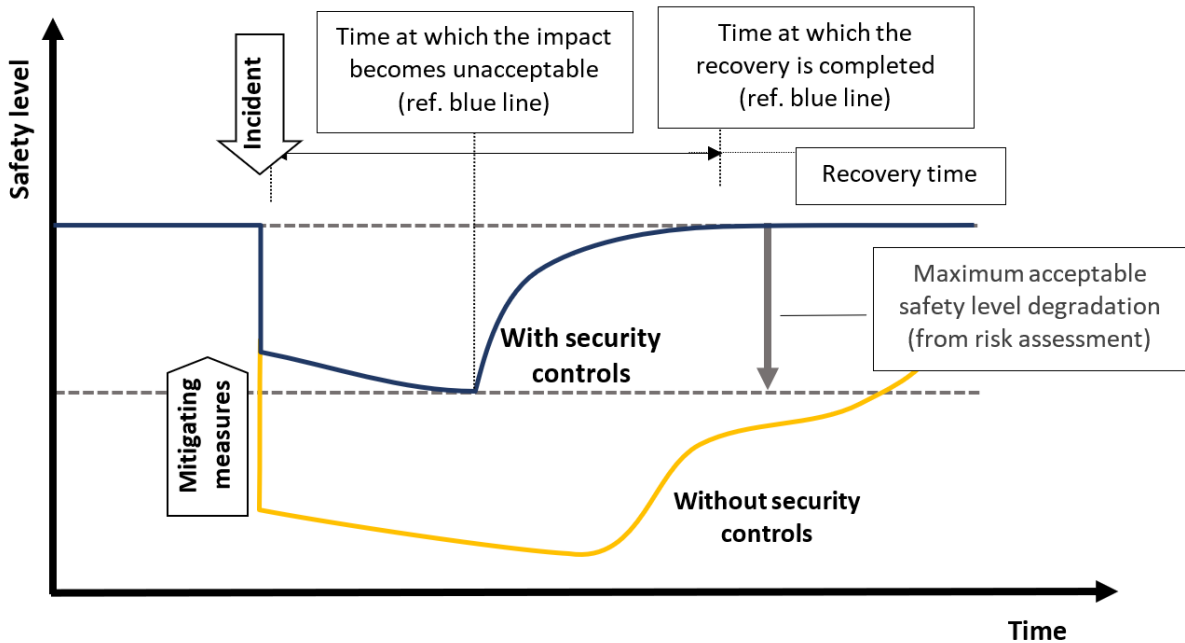 Safety level
Incident
Time at which the impact
becomes unacceptable
(ref. blue line)
Time at which the
recovery is completed
(ref. blue line)
Recovery time
Maximum acceptable
safety level degradation
(from risk assessment)
With security
controls
Mitigating
measures
Without security
controls
Time